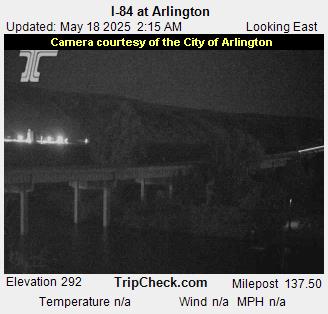 I-84 at Arlington
Updated: May 18 2025 2:15 AM Looking East
Camera courtesy of the City of Arlington
Elevation 292 TripCheck.com Milepost 137.50
Temperature n/a Wind n/a MPH n/a